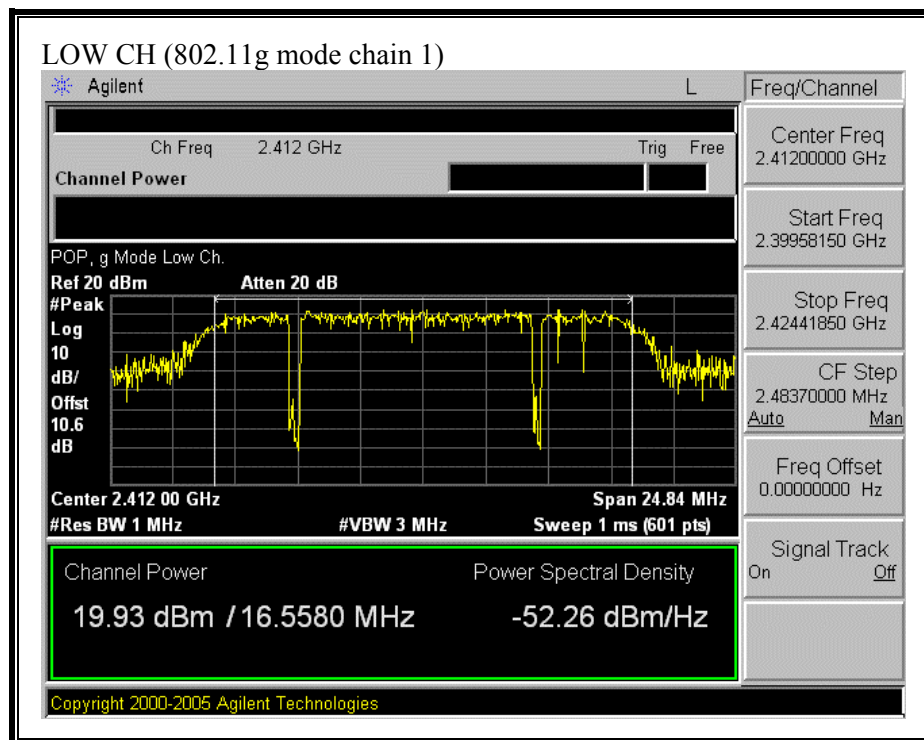 LOW CH (802.11g mode chain 1)
Agilent L Freq/Channel
Ch Freq 2.412 GHz Trig Free
Channel Power
POP, g Mode Low Ch.
Ref 20 dBm Atten 20 dB
#Peak
Log
10
dB/
Offst
10.6
dB
Center 2.412 00 GHz Span 24.84 MHz
#Res BW 1 MHz #VBW 3 MHz Sweep 1 ms (601 pts)
Channel Power Power Spectral Density
19.93 dBm / 16.5580 MHz -52.26 dBm/Hz
Center Freq
2.41200000 GHz
Start Freq
2.39958150 GHz
Stop Freq
2.42441850 GHz
CF Step
2.48370000 MHz
Auto Man
Freq Offset
0.00000000 Hz
Signal Track
On Off
Copyright 2000-2005 Agilent Technologies